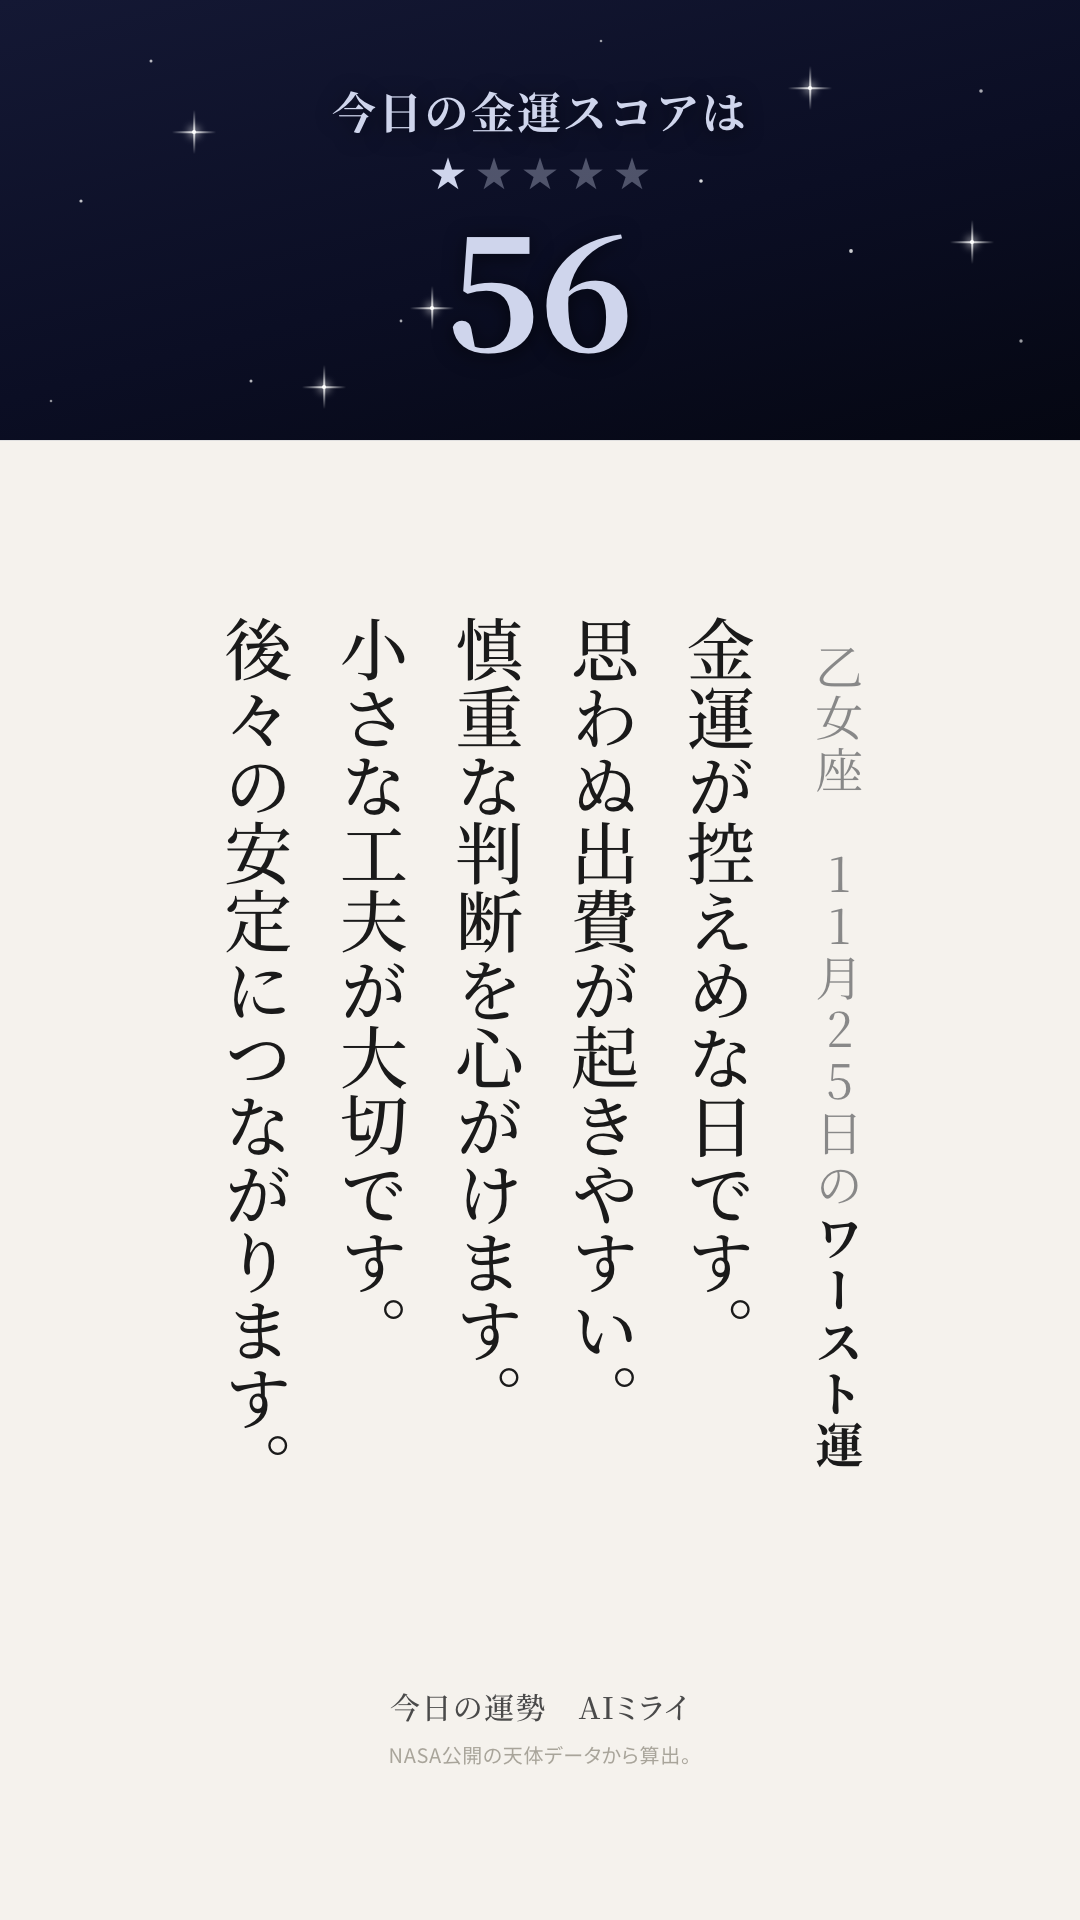 今日の金運スコアは
★★★★★
56
乙女座　11月25日のワースト運
金運が控えめな日です。
思わぬ出費が起きやすい。
慎重な判断を心がけます。
小さな工夫が大切です。
後々の安定につながります。
今日の運勢　AIミライ
NASA公開の天体データから算出。